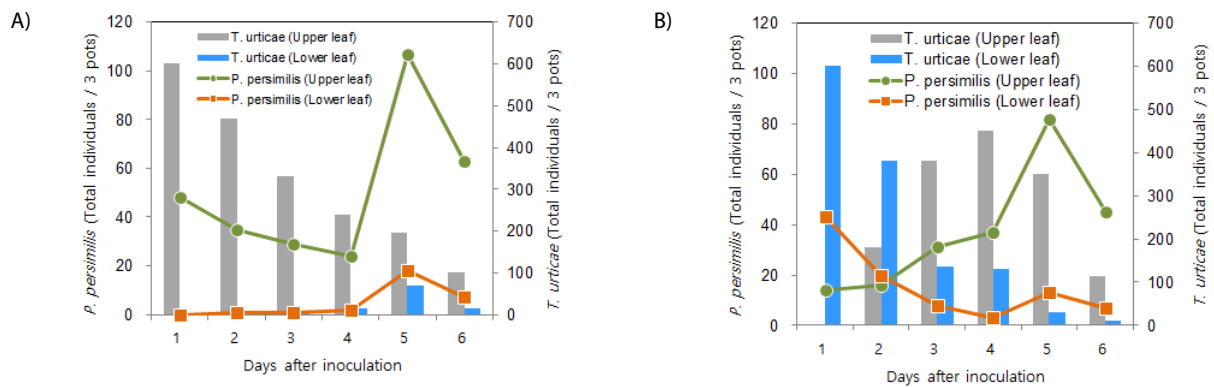 A)
P. persimilis (Total individuals / 3 pots)
120
100
80
60
40
20
0
T. urticae (Upper leaf)
T. urticae (Lower leaf)
P. persimilis (Upper leaf)
P. persimilis (Lower leaf)
700
600
500
400
300
200
100
0
T. urticae (Total individuals / 3 pots)
1 2 3 4 5 6
Days after inoculation
B)
P. persimilis (Total individuals / 3 pots)
120
100
80
60
40
20
0
T. urticae (Upper leaf)
T. urticae (Lower leaf)
P. persimilis (Upper leaf)
P. persimilis (Lower leaf)
700
600
500
400
300
200
100
0
T. urticae (Total individuals / 3 pots)
1 2 3 4 5 6
Days after inoculation